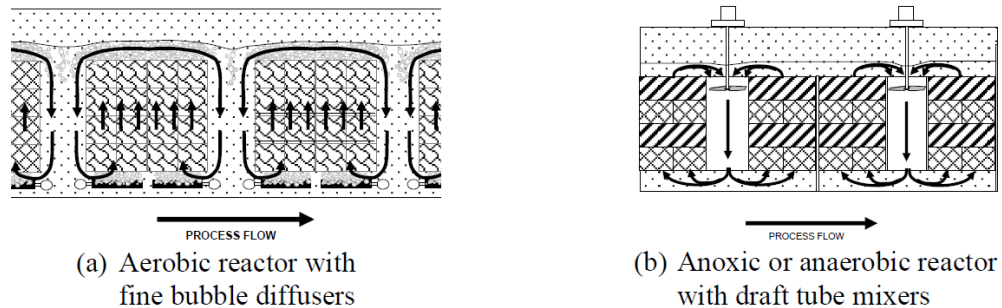 PROCESS FLOW
(a) Aerobic reactor with
fine bubble diffusers
PROCESS FLOW
(b) Anoxic or anaerobic reactor
with draft tube mixers